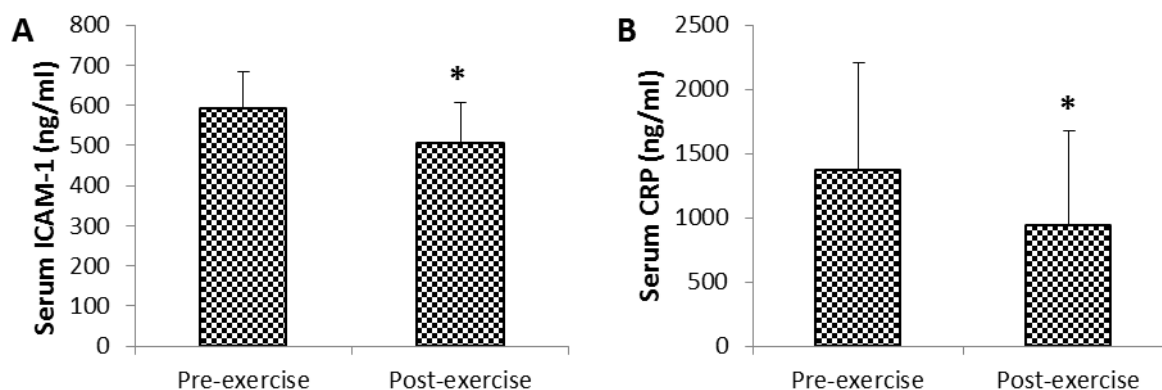 A
Serum ICAM-1 (ng/ml)
800
700
600
500
400
300
200
100
0
*
Pre-exercise
Post-exercise
B
Serum CRP (ng/ml)
2500
2000
1500
1000
500
0
*
Pre-exercise
Post-exercise